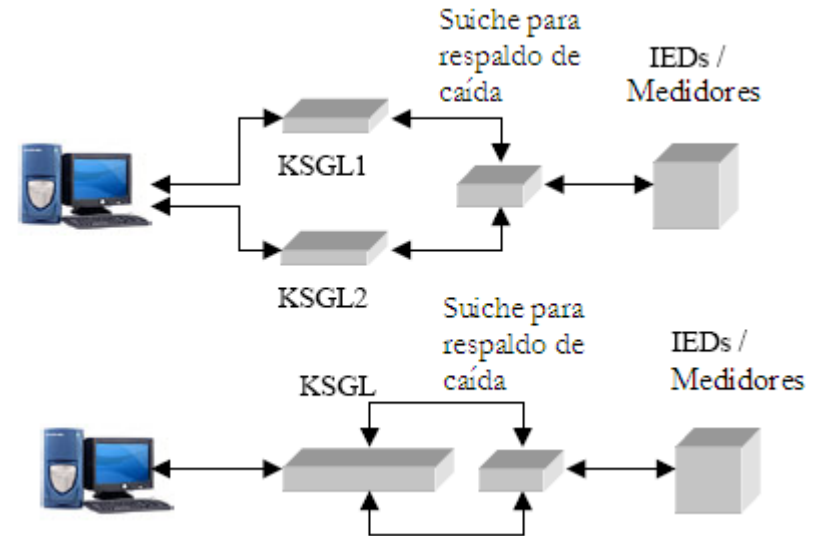 Suiche para
respaldo de
caída
IEDs /
Medidores
KSGL1
KSGL2
Suiche para
respaldo de
caída
IEDs /
Medidores
KSGL